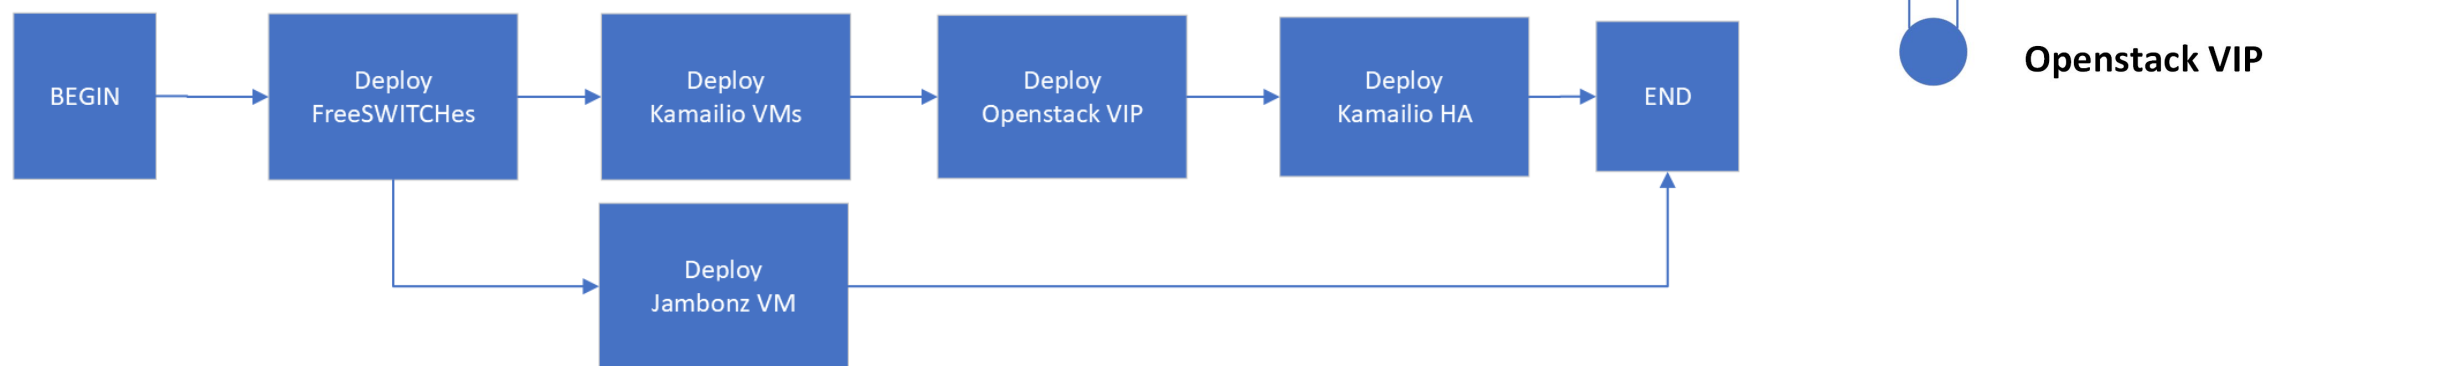 BEGIN
Deploy
FreeSWITCHes
Deploy
Kamailio VMs
Deploy
Openstack VIP
Deploy
Kamailio HA
END
Openstack VIP
Deploy
Jambonz VM